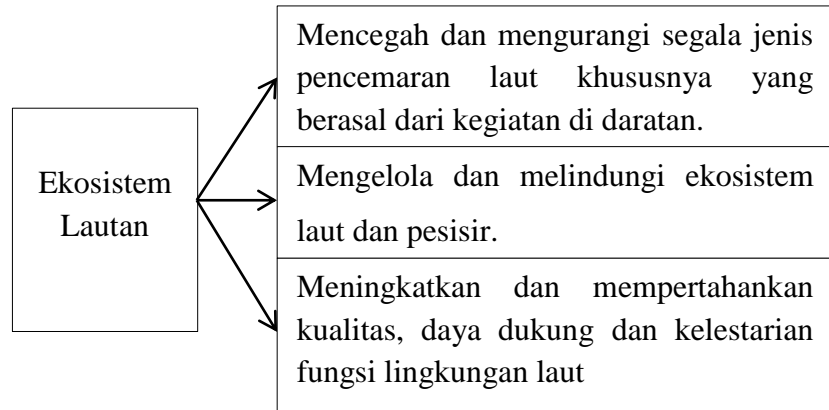 Ekosistem
Lautan
Mencegah dan mengurangi segala jenis
pencemaran laut khususnya yang
berasal dari kegiatan di daratan.
Mengelola dan melindungi ekosistem
laut dan pesisir.
Meningkatkan dan mempertahankan
kualitas, daya dukung dan kelestarian
fungsi lingkungan laut